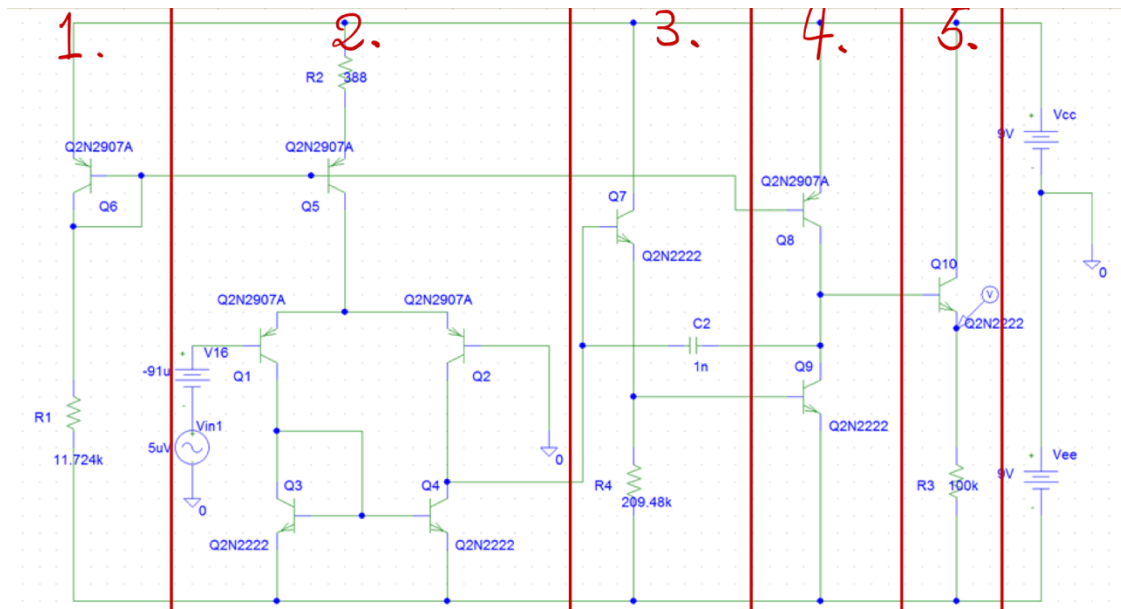 1.
2.
3.
4.
5.
R2
388
Vcc
9V
Q2N2907A
Q2N2907A
Q6
Q5
Q7
Q2N2907A
Q2N2222
Q8
0
Q10
Q2N2222
V
Q2N2907A
Q2N2907A
C2
1n
V16
-91u
Q1
Q2
Q9
Q2N2222
R1
11.724k
Vin1
5uV
0
0
Q3
Q4
Q2N2222
Q2N2222
R4
209.48k
R3
100k
Vee
9V